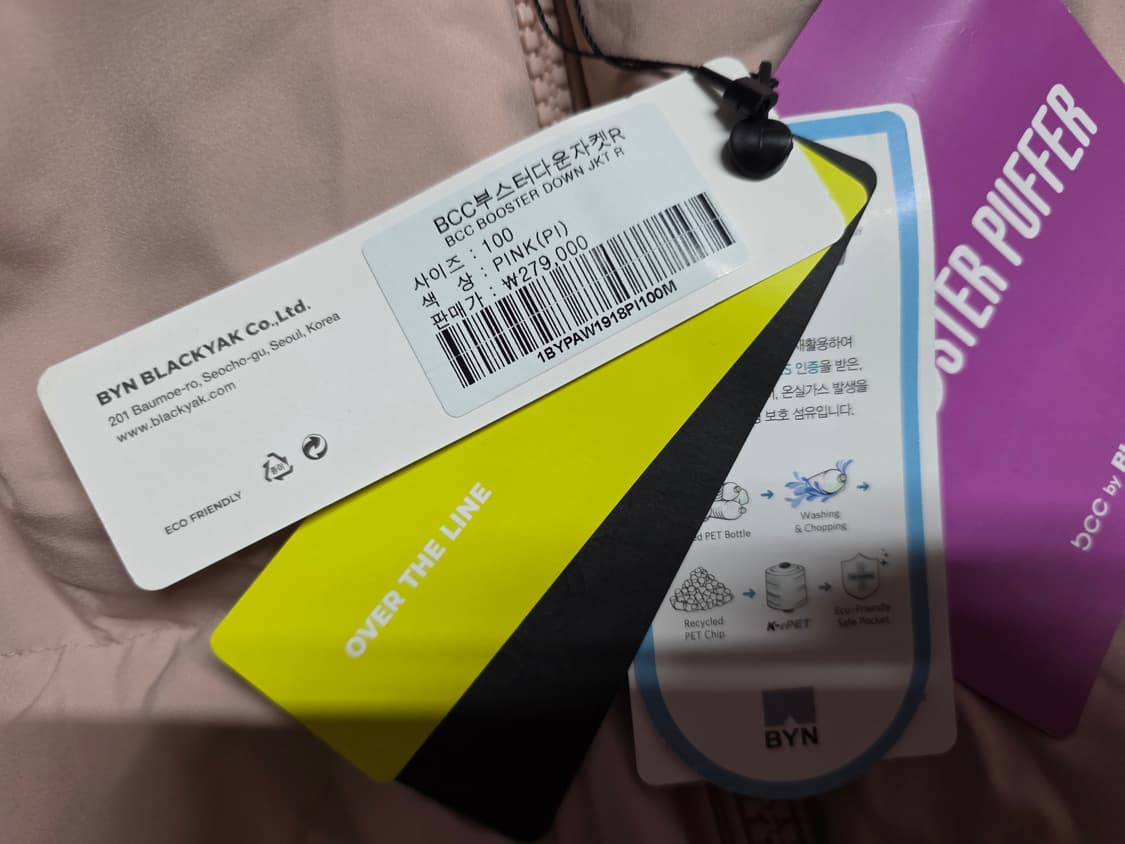 BCC부스터다운자켓R
BCC BOOSTER DOWN JKT R
사이즈 : 100
색 상 : PINK(PI)
판매가 : ₩279,000
1BYPAW1918PI100M
BYN BLACKYAK Co.,Ltd.
201 Baumoe-ro, Seocho-gu, Seoul, Korea
www.blackyak.com
종이
ECO FRIENDLY
OVER THE LINE
재활용하여
인증을 받은,
온실가스 발생을
보호 섬유입니다.
PET Bottle
Washing
& Chopping
Recycled
PET Chip
K-rPET
Eco-Friendly
Safe Pocket
BYN
PUFFER
bcc by